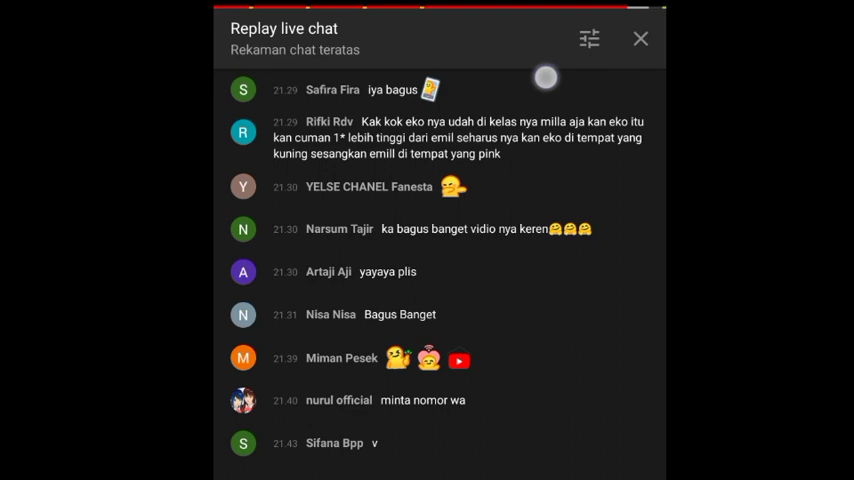 Replay live chat
Rekaman chat teratas
S 21.29 Safira Fira iya bagus
R 21.29 Rifki Rdv Kak kok eko nya udah di kelas nya milla aja kan eko itu
kan cuman 1* lebih tinggi dari emil seharus nya kan eko di tempat yang
kuning sesangkan emill di tempat yang pink
Y 21.30 YELSE CHANEL Fanesta
N 21.30 Narsum Tajir ka bagus banget vidio nya keren🤗🤗🤗
A 21.30 Artaji Aji yayaya plis
N 21.31 Nisa Nisa Bagus Banget
M 21.39 Miman Pesek
21.40 nurul official minta nomor wa
S 21.43 Sifana Bpp v